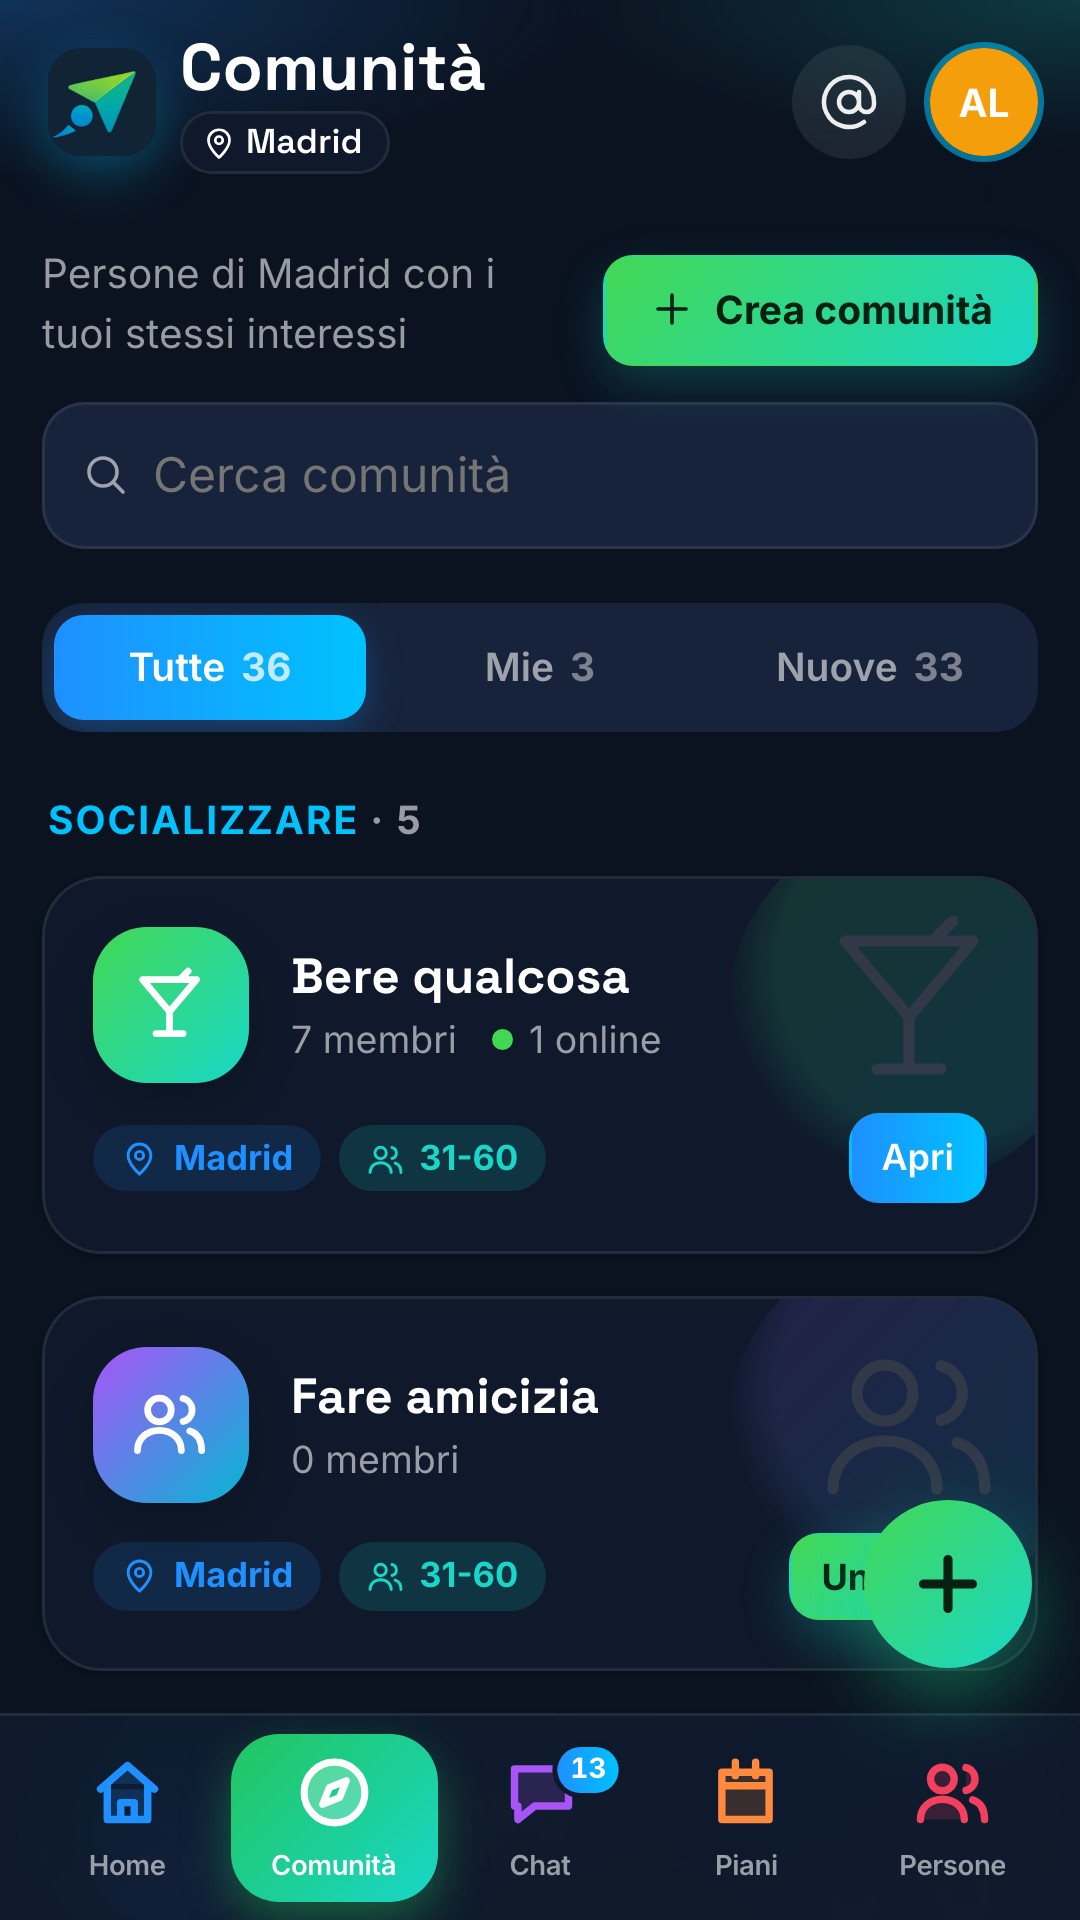 Comunità
Madrid
@
AL
Persone di Madrid con i
tuoi stessi interessi
+ Crea comunità
Cerca comunità
Tutte 36
Mie 3
Nuove 33
SOCIALIZZARE · 5
Bere qualcosa
7 membri 1 online
Madrid
31-60
Apri
Fare amicizia
0 membri
Madrid
31-60
+
Home
Comunità
13
Chat
Piani
Persone